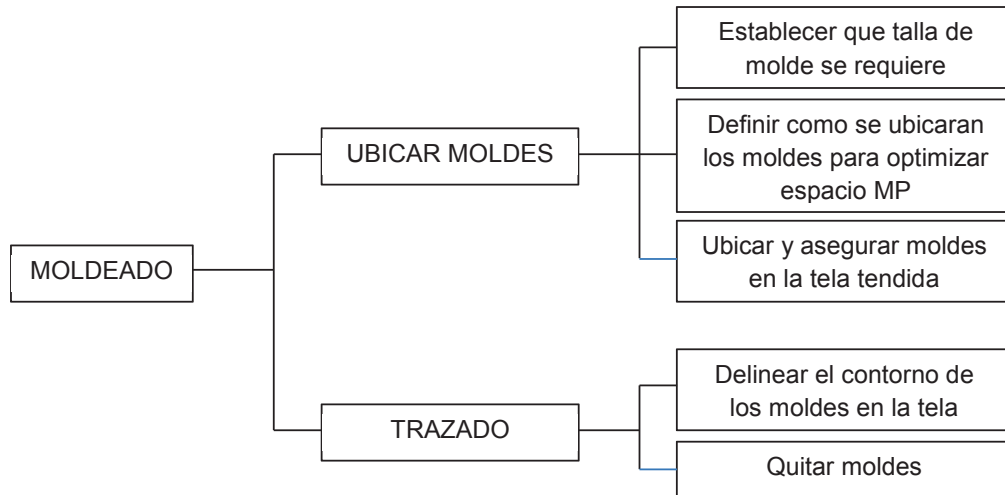 Establecer que talla de
molde se requiere
UBICAR MOLDES
Definir como se ubicaran
los moldes para optimizar
espacio MP
MOLDEADO
Ubicar y asegurar moldes
en la tela tendida
TRAZADO
Delinear el contorno de
los moldes en la tela
Quitar moldes